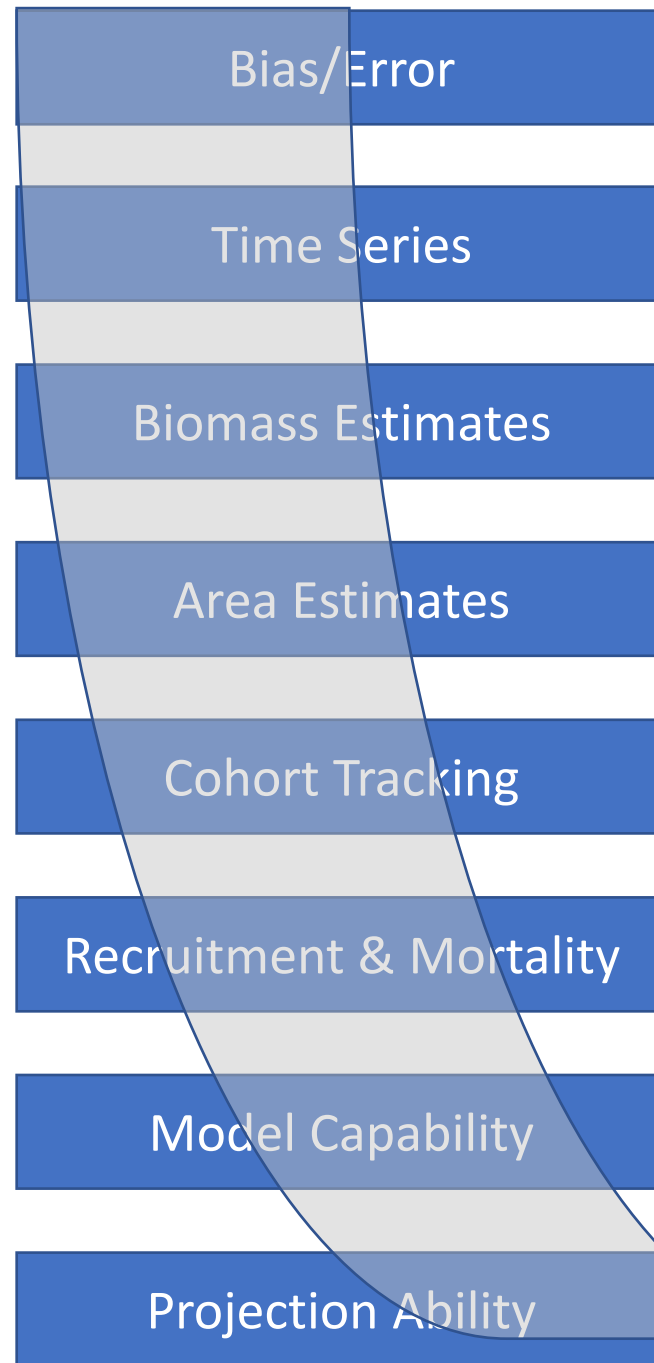 Bias/Error
Time Series
Biomass Estimates
Area Estimates
Cohort Tracking
Recruitment & Mortality
Model Capability
Projection Ability